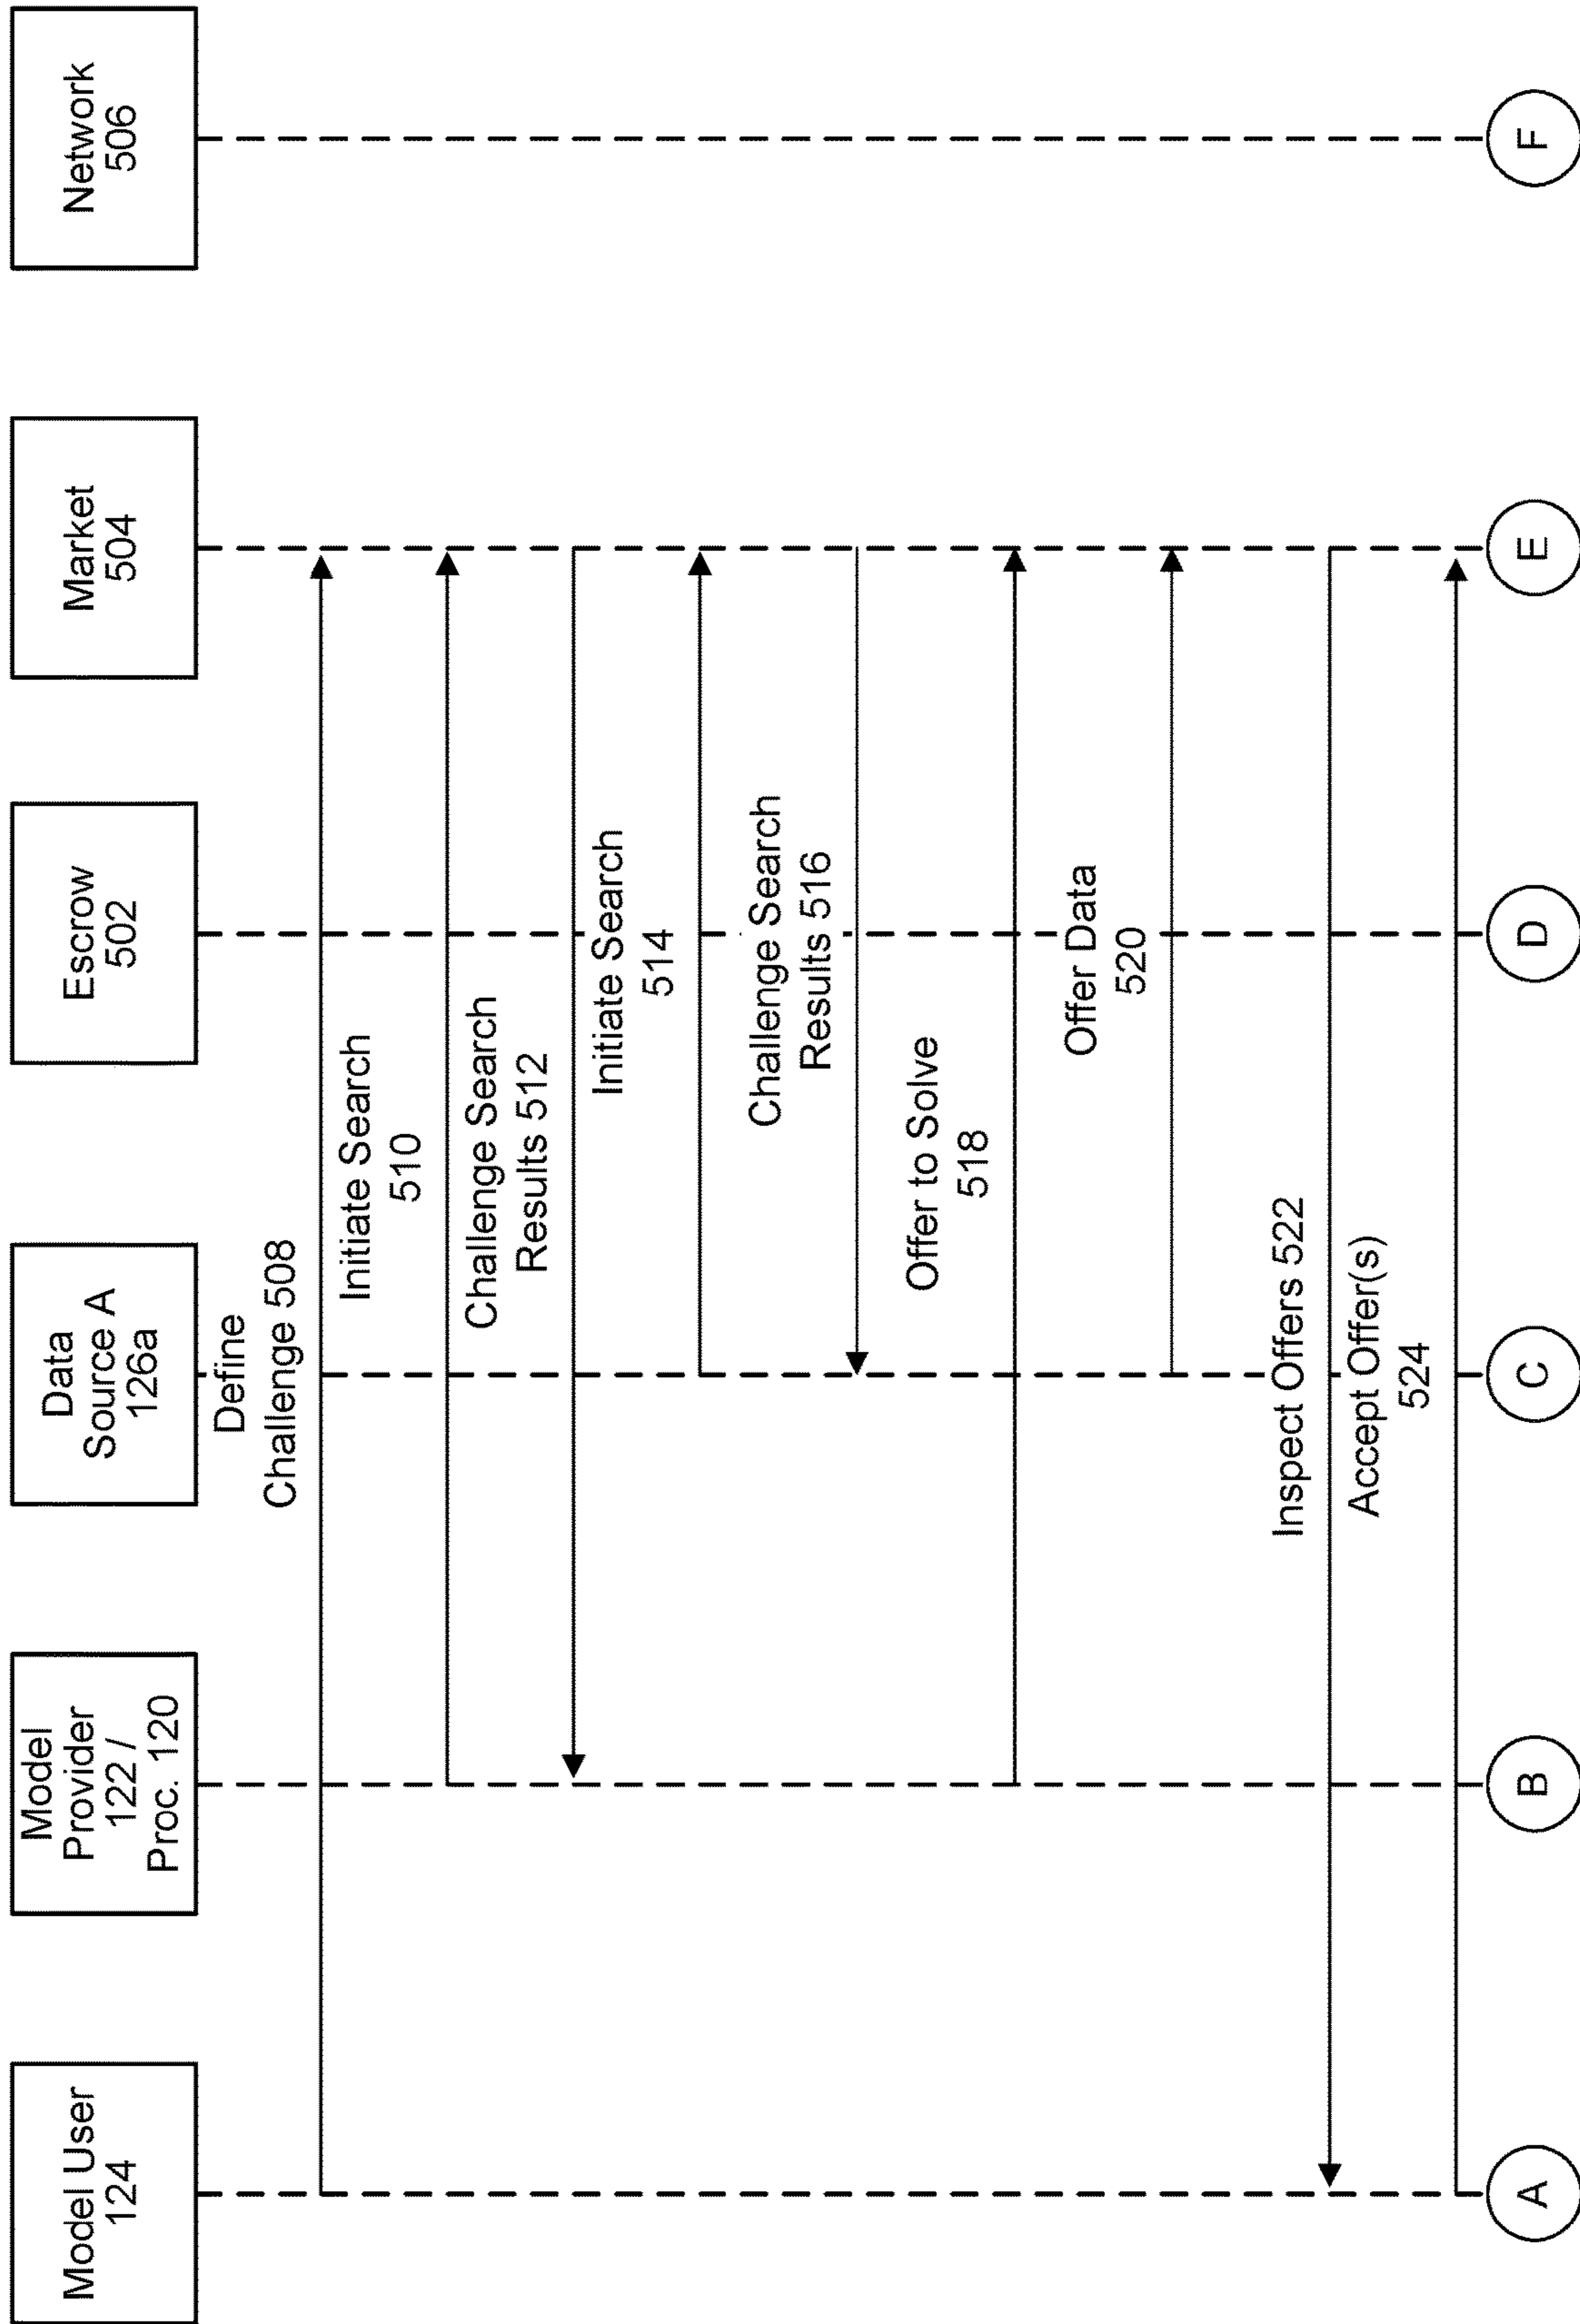 Model User
124
Model
Provider
122 /
Proc. 120
Data
Source A
126a
Escrow
502
Market
504
Network
506
Define
Challenge 508
Initiate Search
510
Challenge Search
Results 512
Initiate Search
514
Challenge Search
Results 516
Offer to Solve
518
Offer Data
520
Inspect Offers 522
Accept Offer(s)
524
A
B
C
D
E
F